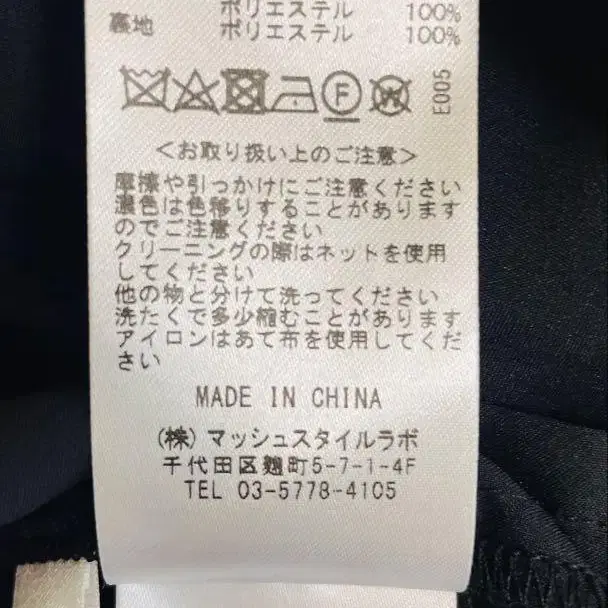 ポリエステル 100%
裏地 ポリエステル 100%
F W E005
＜お取り扱い上のご注意＞
摩擦や引っかけにご注意ください
濃色は色移りすることがあります
のでご注意ください
クリーニングの際はネットを使用
してください
他の物と分けて洗ってください
洗たくで多少縮むことがあります
アイロンはあて布を使用してくだ
さい
MADE IN CHINA
(株) マッシュスタイルラボ
千代田区麹町5-7-1-4F
TEL 03-5778-4105